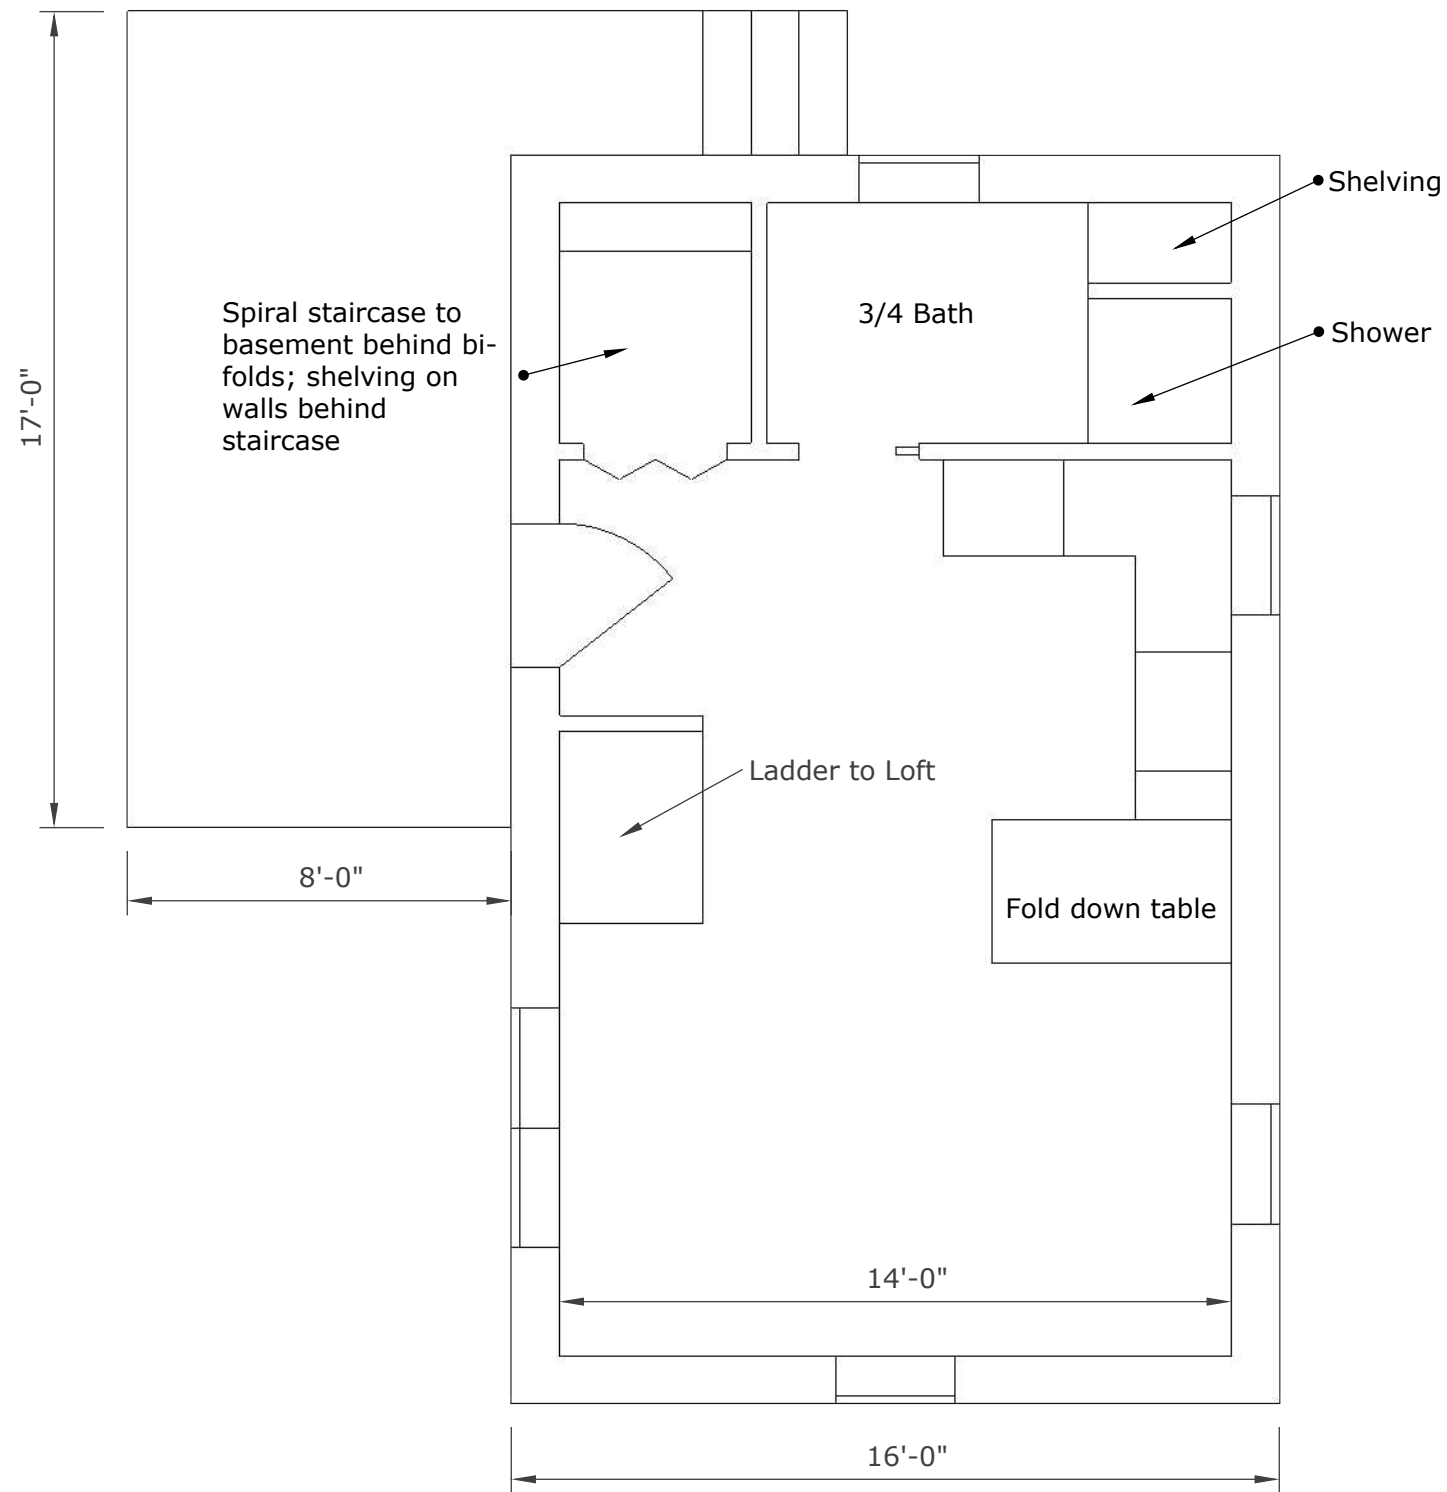 Shelving
Spiral staircase to
basement behind bi-
folds; shelving on
walls behind
staircase
3/4 Bath
Shower
17'-0"
Ladder to Loft
8'-0"
Fold down table
14'-0"
16'-0"